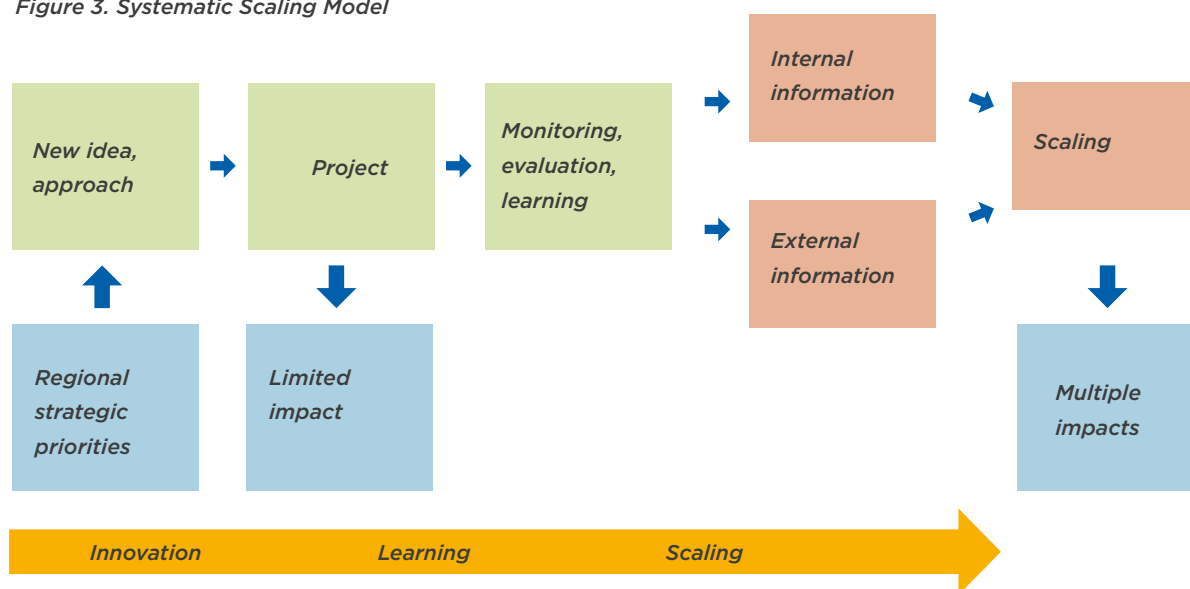 Figure 3. Systematic Scaling Model
New idea,
approach
Project
Monitoring,
evaluation,
learning
Internal
information
External
information
Scaling
Regional
strategic
priorities
Limited
impact
Multiple
impacts
Innovation
Learning
Scaling